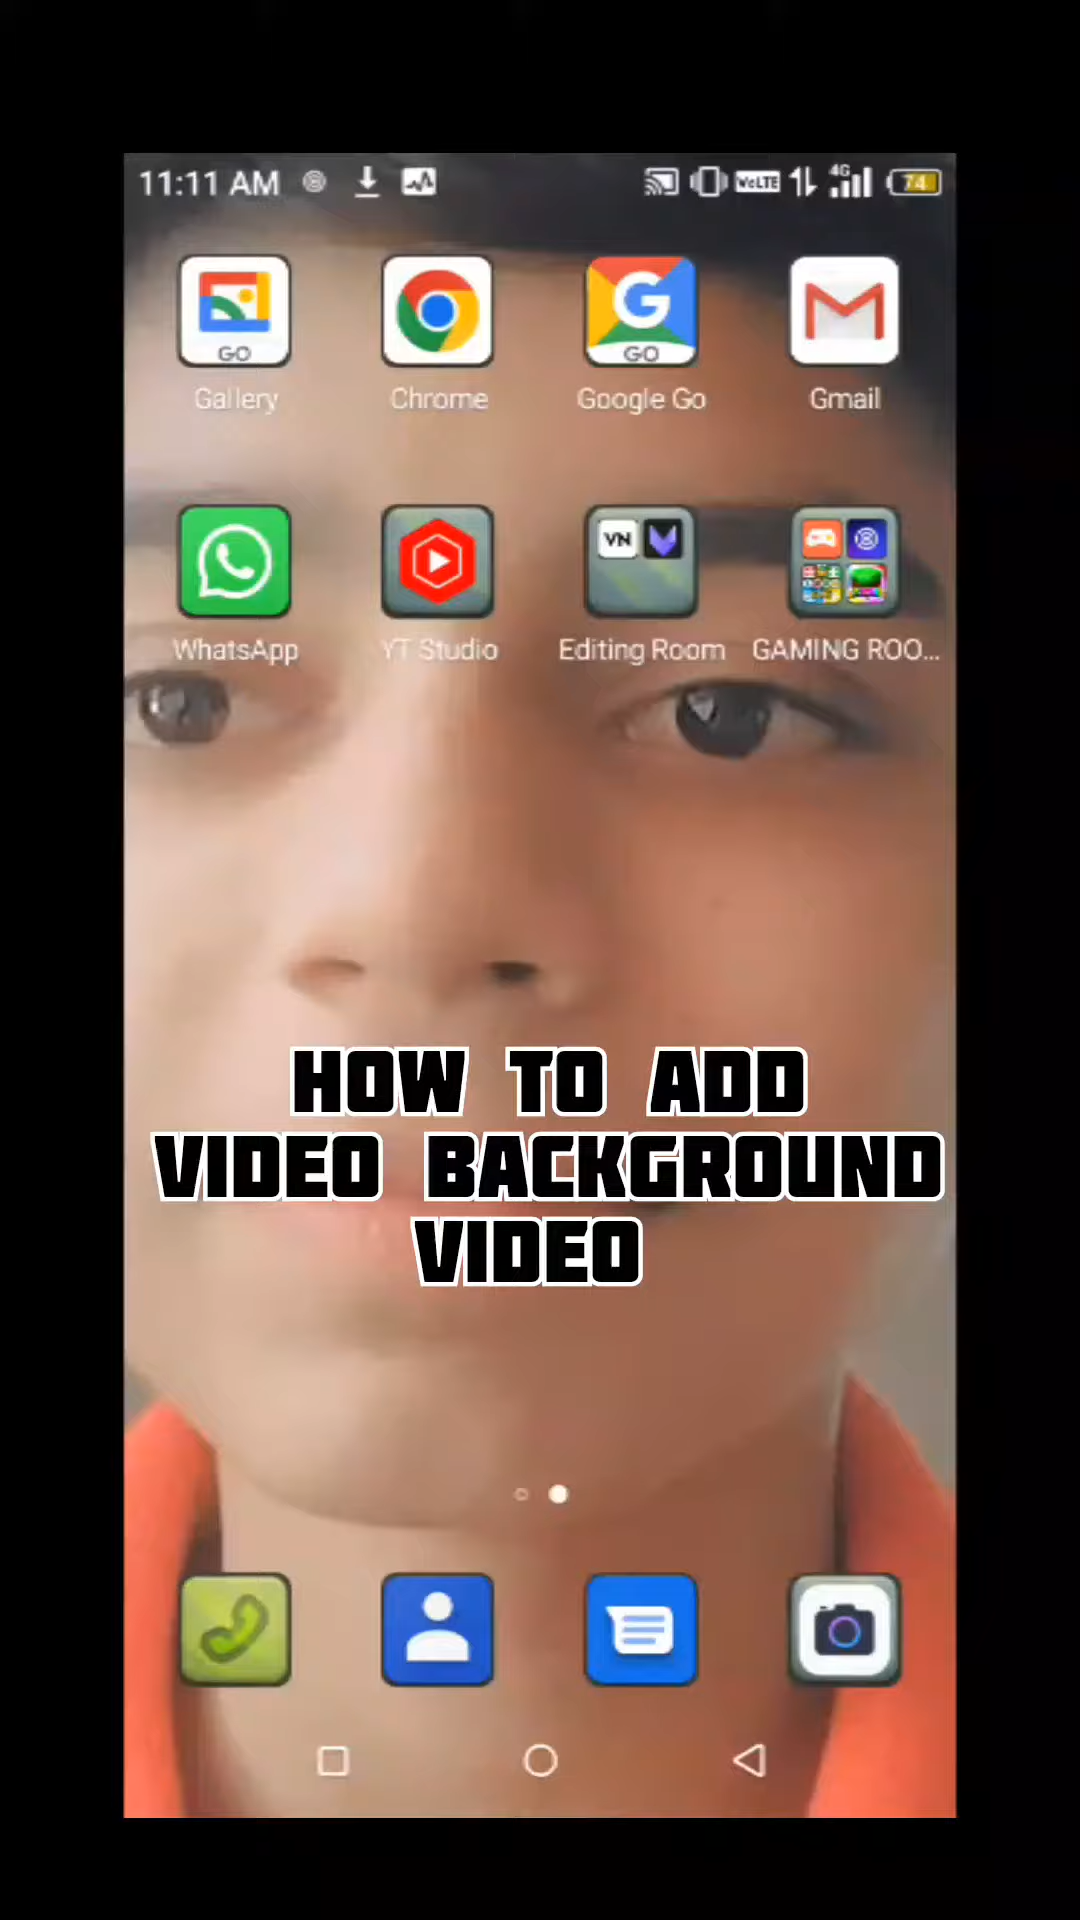 11:11 AM VoLTE 4G 74
GO GO
Gallery Chrome Google Go Gmail
VN
WhatsApp YT Studio Editing Room GAMING ROO...
HOW TO ADD
VIDEO BACKGROUND
VIDEO